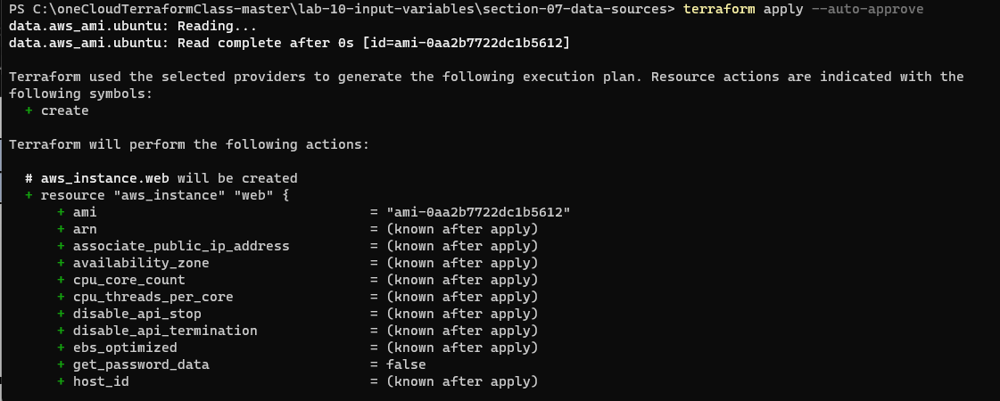 PS C:\oneCloudTerraformClass-master\lab-10-input-variables\section-07-data-sources> terraform apply --auto-approve
data.aws_ami.ubuntu: Reading...
data.aws_ami.ubuntu: Read complete after 0s [id=ami-0aa2b7722dc1b5612]
Terraform used the selected providers to generate the following execution plan. Resource actions are indicated with the
following symbols:
+ create
Terraform will perform the following actions:
# aws_instance.web will be created
+ resource "aws_instance" "web" {
+ ami = "ami-0aa2b7722dc1b5612"
+ arn = (known after apply)
+ associate_public_ip_address = (known after apply)
+ availability_zone = (known after apply)
+ cpu_core_count = (known after apply)
+ cpu_threads_per_core = (known after apply)
+ disable_api_stop = (known after apply)
+ disable_api_termination = (known after apply)
+ ebs_optimized = (known after apply)
+ get_password_data = false
+ host_id = (known after apply)